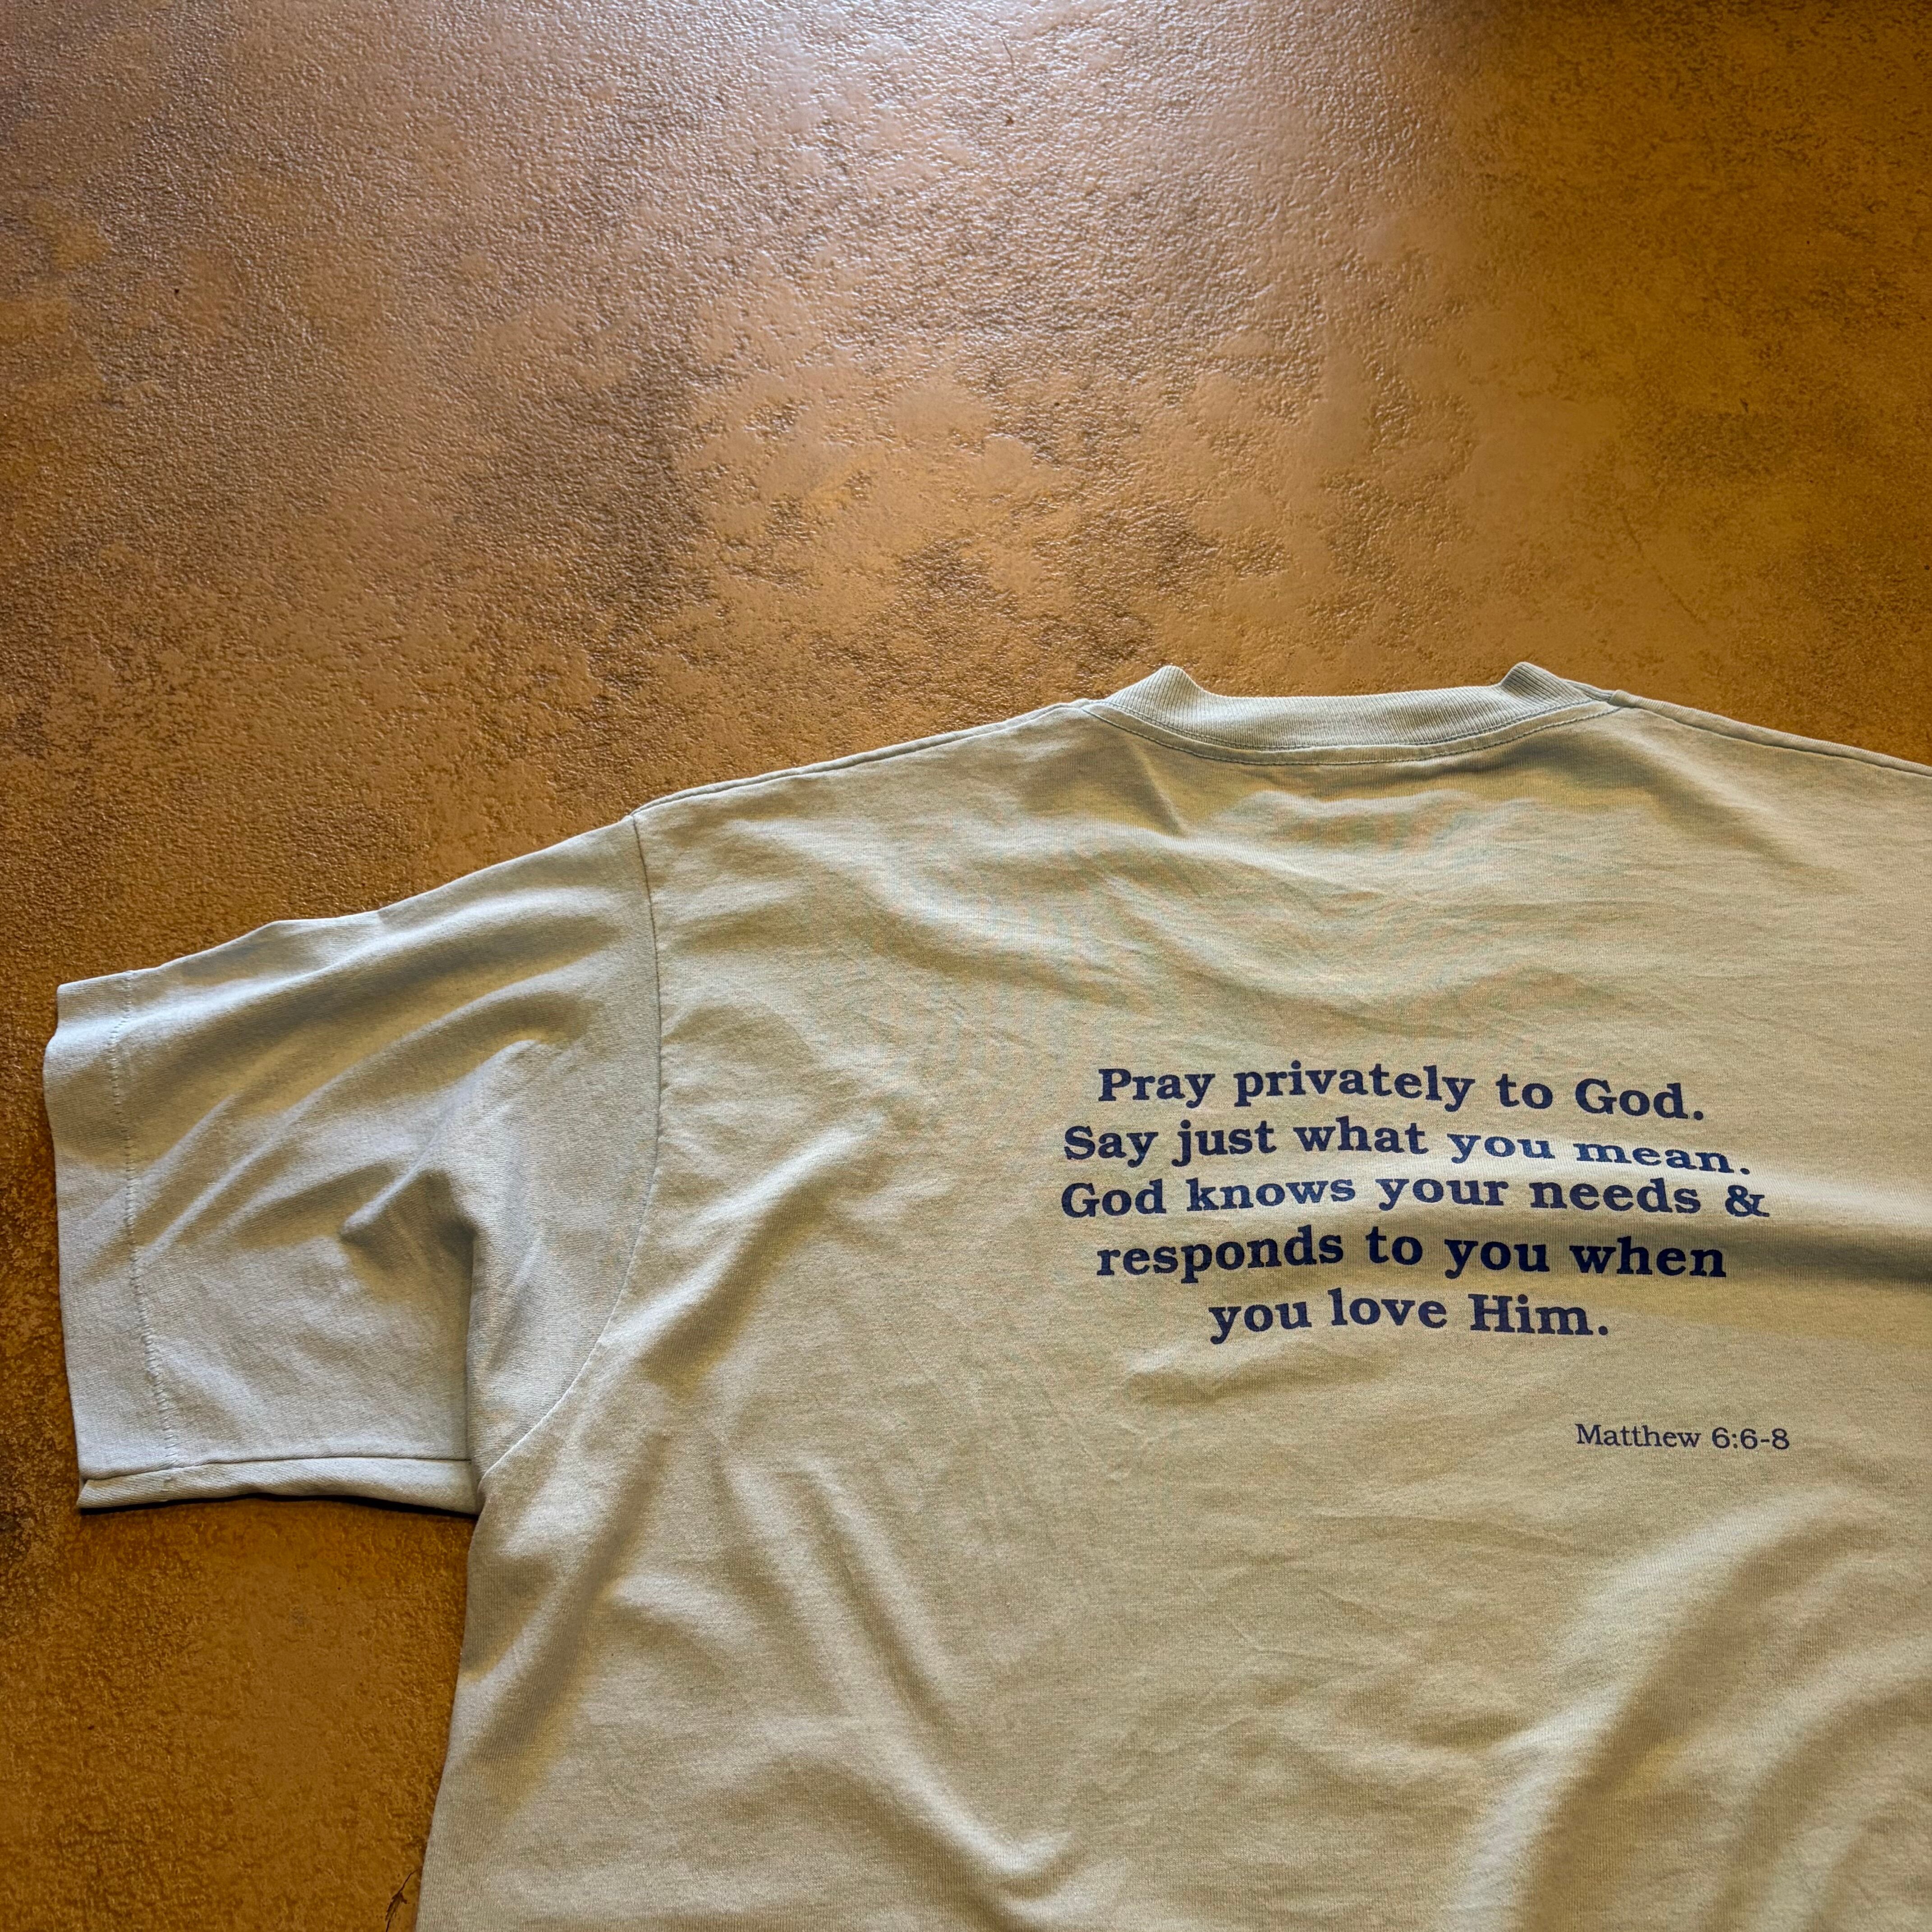 Pray privately to God.
Say just what you mean.
God knows your needs &
responds to you when
you love Him.
Matthew 6:6-8